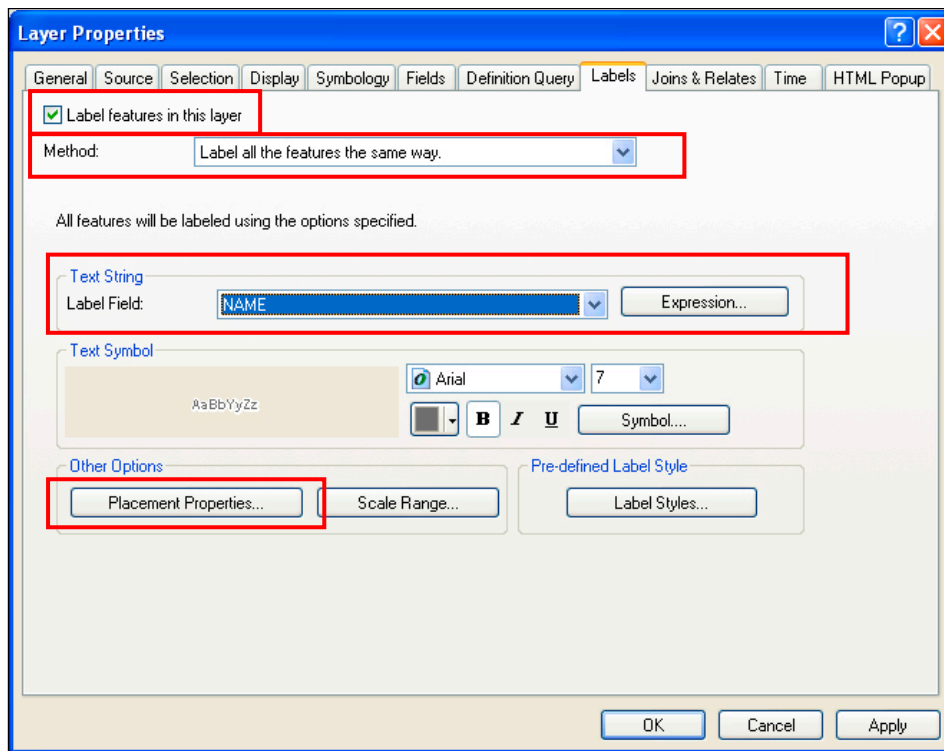 Layer Properties
General Source Selection Display Symbology Fields Definition Query Labels Joins & Relates Time HTML Popup
Label features in this layer
Method: Label all the features the same way.
All features will be labeled using the options specified.
Text String
Label Field: NAME Expression...
Text Symbol
AaBbYyZz
Arial 7
B I U Symbol....
Other Options Pre-defined Label Style
Placement Properties... Scale Range... Label Styles...
OK Cancel Apply